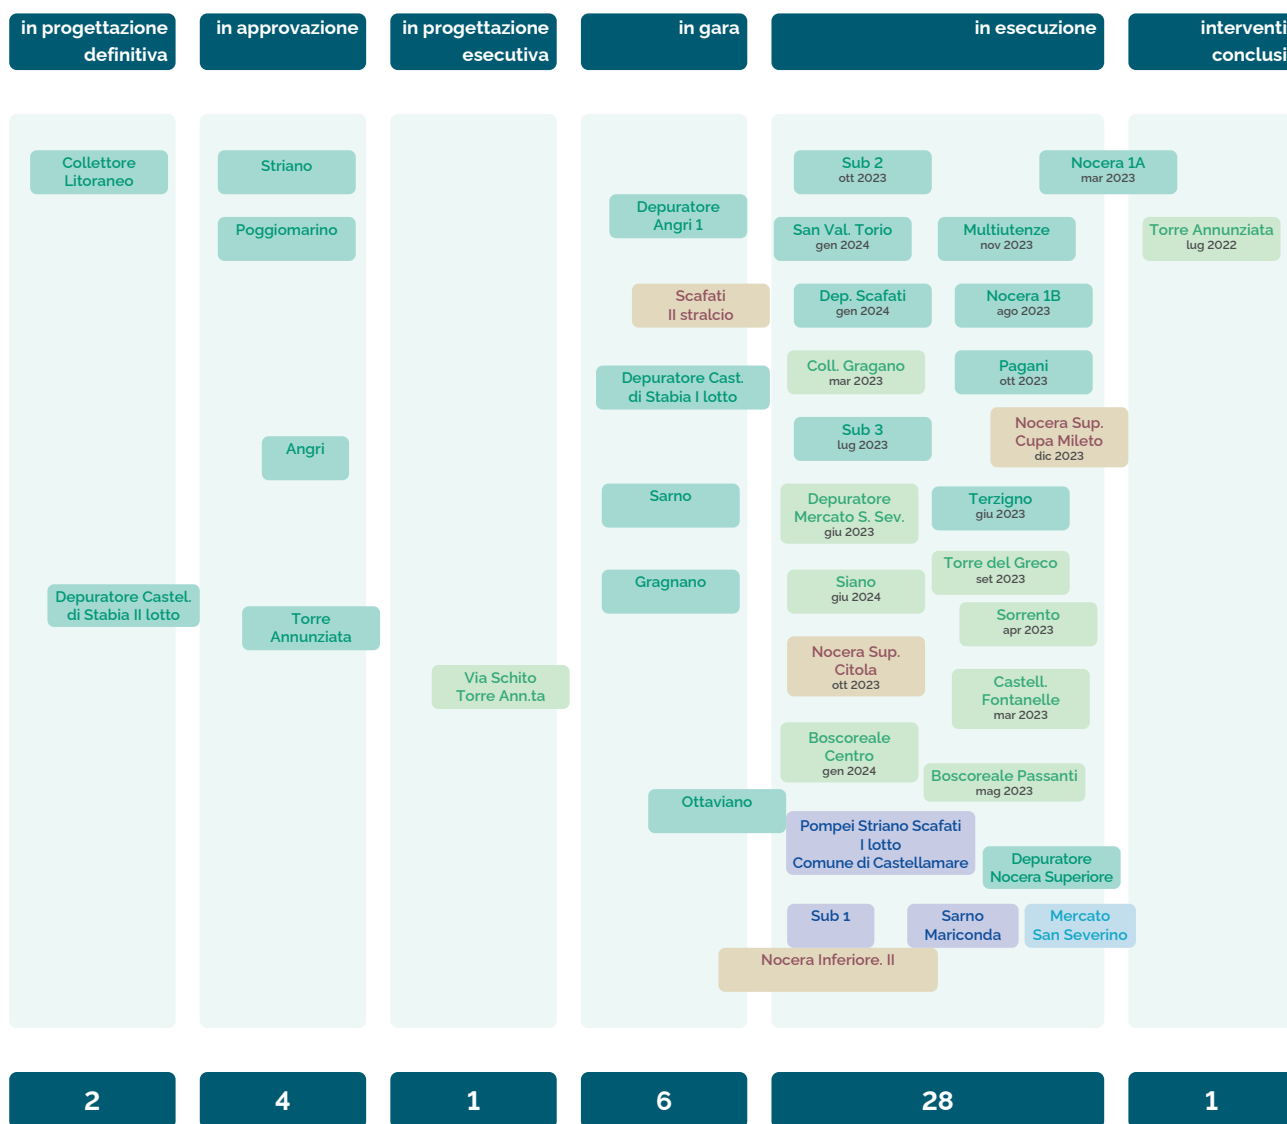 in progettazione
definitiva
in approvazione
in progettazione
esecutiva
in gara
in esecuzione
interventi
conclusi
Collettore
Litoraneo
Depuratore Castel.
di Stabia II lotto
Striano
Poggiomarino
Angri
Torre
Annunziata
Via Schito
Torre Ann.ta
Depuratore
Angri 1
Scafati
II stralcio
Depuratore Cast.
di Stabia I lotto
Sarno
Gragnano
Ottaviano
Sub 2
ott 2023
Nocera 1A
mar 2023
San Val. Torio
gen 2024
Multiutenze
nov 2023
Dep. Scafati
gen 2024
Nocera 1B
ago 2023
Coll. Gragano
mar 2023
Pagani
ott 2023
Sub 3
lug 2023
Nocera Sup.
Cupa Mileto
dic 2023
Depuratore
Mercato S. Sev.
giu 2023
Terzigno
giu 2023
Torre del Greco
set 2023
Siano
giu 2024
Sorrento
apr 2023
Nocera Sup.
Citola
ott 2023
Castell.
Fontanelle
mar 2023
Boscoreale
Centro
gen 2024
Boscoreale Passanti
mag 2023
Pompei Striano Scafati
I lotto
Comune di Castellamare
Depuratore
Nocera Superiore
Sub 1
Sarno
Mariconda
Mercato
San Severino
Nocera Inferiore. II
Torre Annunziata
lug 2022
2
4
1
6
28
1